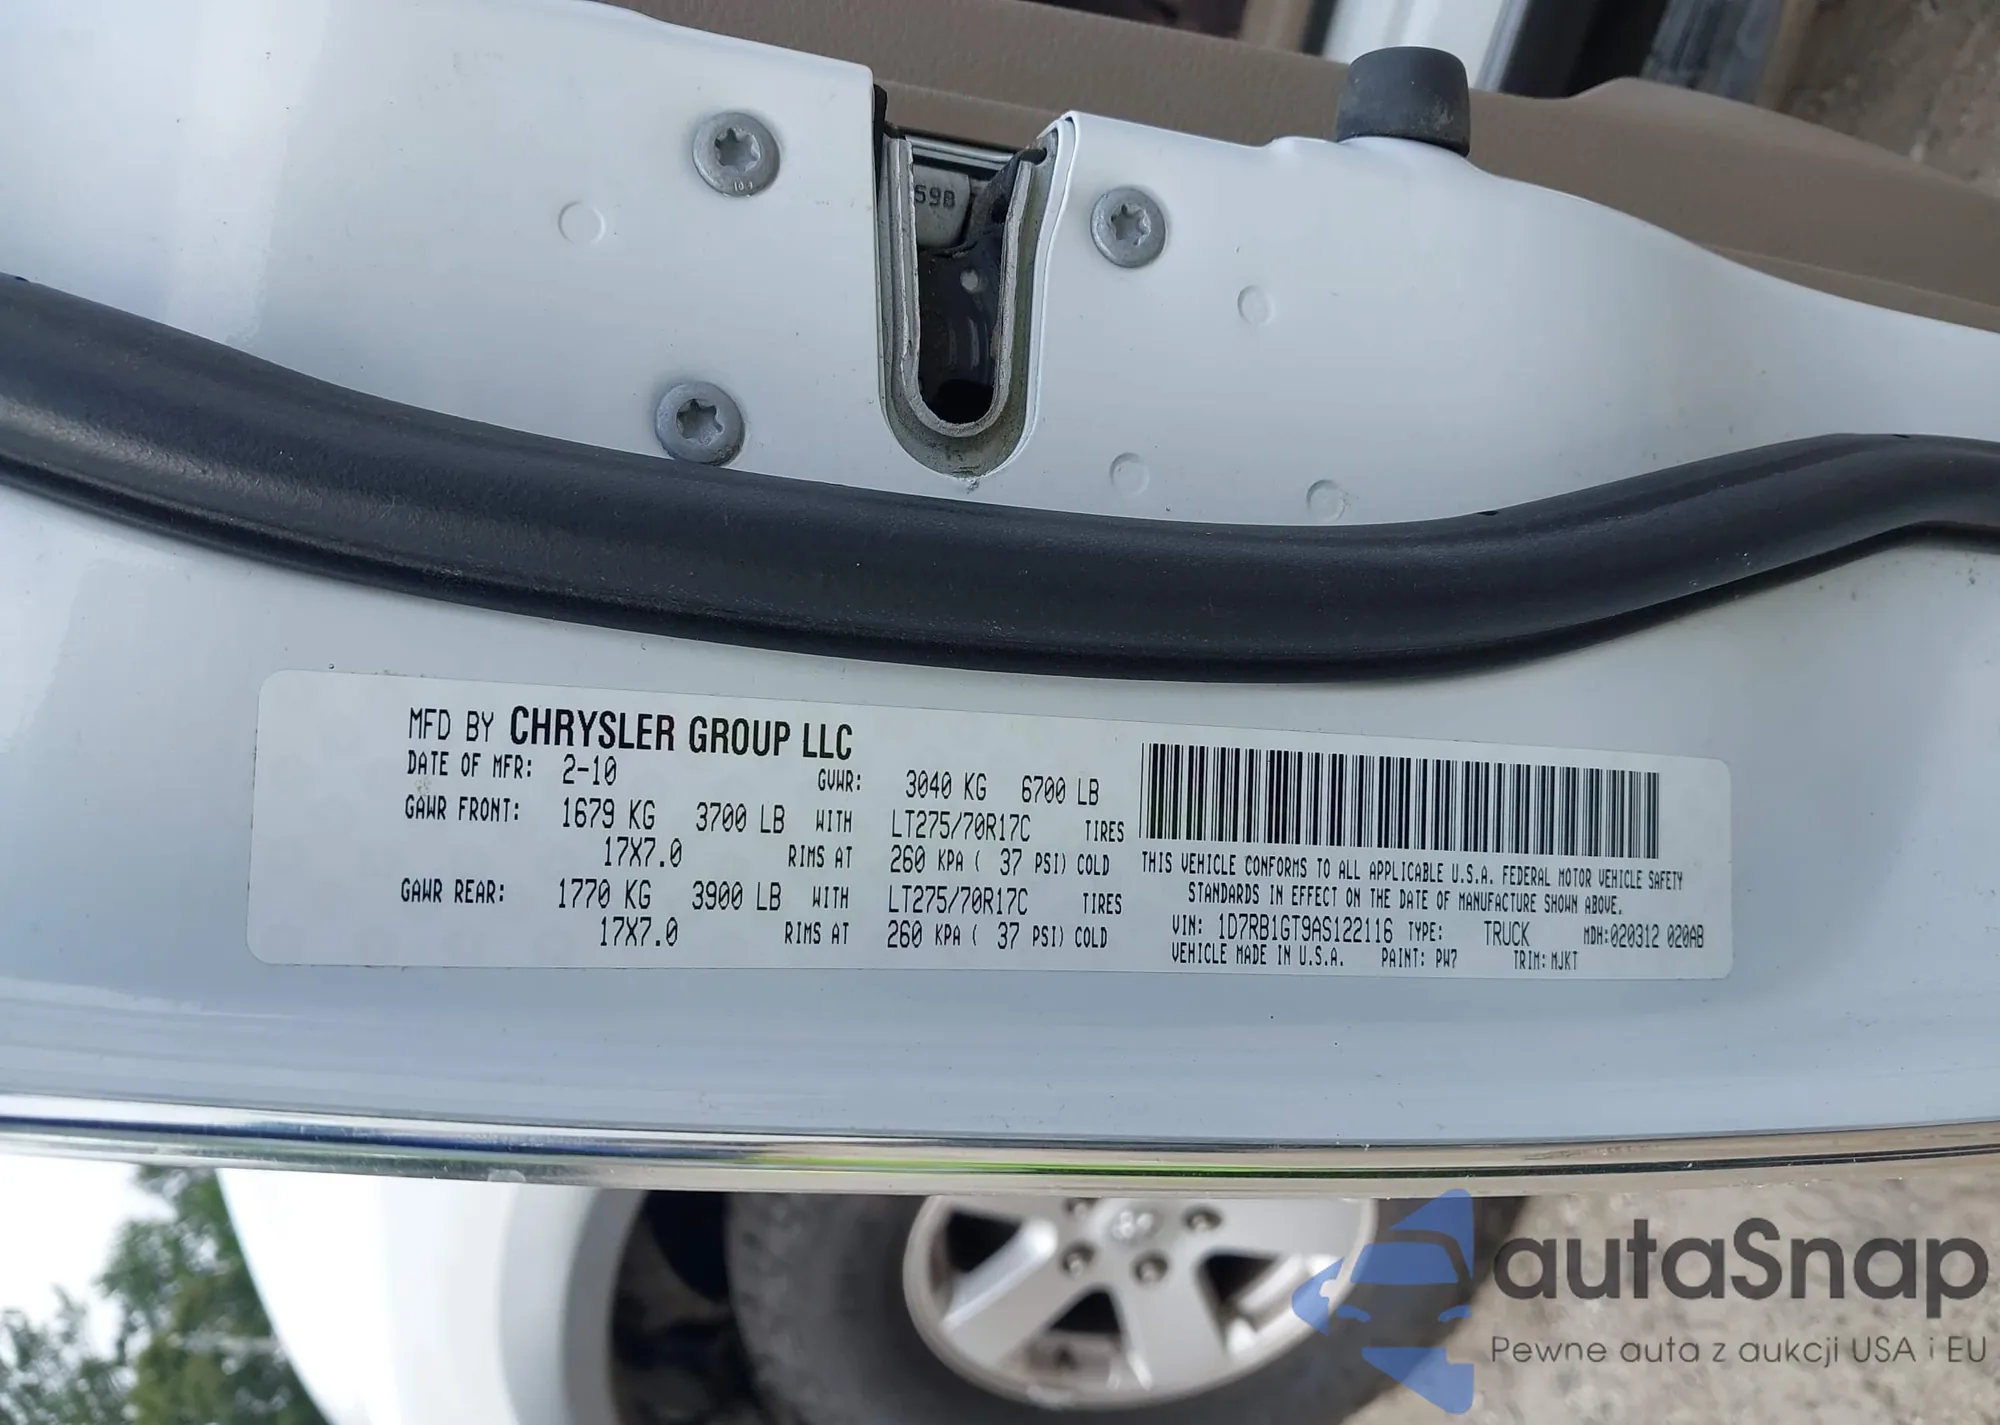 59B
MFD BY CHRYSLER GROUP LLC
DATE OF MFR: 2-10 GVWR: 3040 KG 6700 LB
GAWR FRONT: 1679 KG 3700 LB WITH LT275/70R17C TIRES
17X7.0 RIMS AT 260 KPA ( 37 PSI) COLD
GAWR REAR: 1770 KG 3900 LB WITH LT275/70R17C TIRES
17X7.0 RIMS AT 260 KPA ( 37 PSI) COLD
THIS VEHICLE CONFORMS TO ALL APPLICABLE U.S.A. FEDERAL MOTOR VEHICLE SAFETY
STANDARDS IN EFFECT ON THE DATE OF MANUFACTURE SHOWN ABOVE.
VIN: 1D7RB1GT9AS122116 TYPE: TRUCK MDH:020312 020AB
VEHICLE MADE IN U.S.A. PAINT: PW7 TRIM: MJKT
autaSnap
Pewne auta z aukcji USA i EU